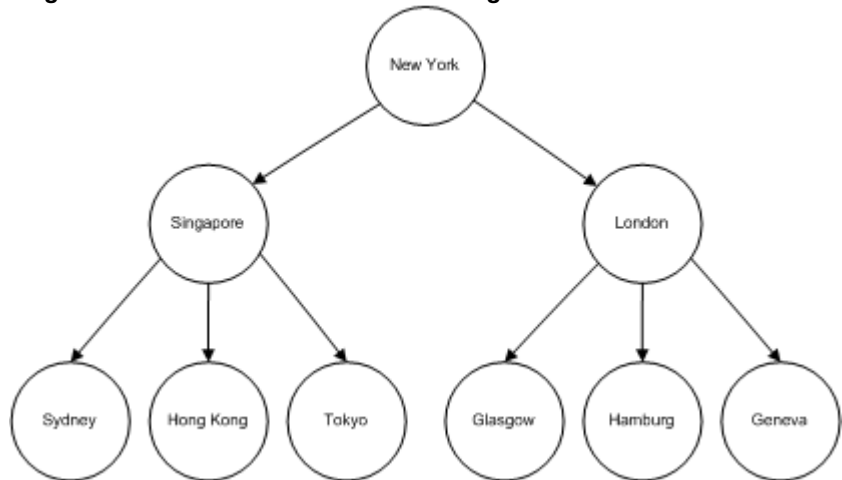 New York
Singapore
London
Sydney
Hong Kong
Tokyo
Glasgow
Hamburg
Geneva